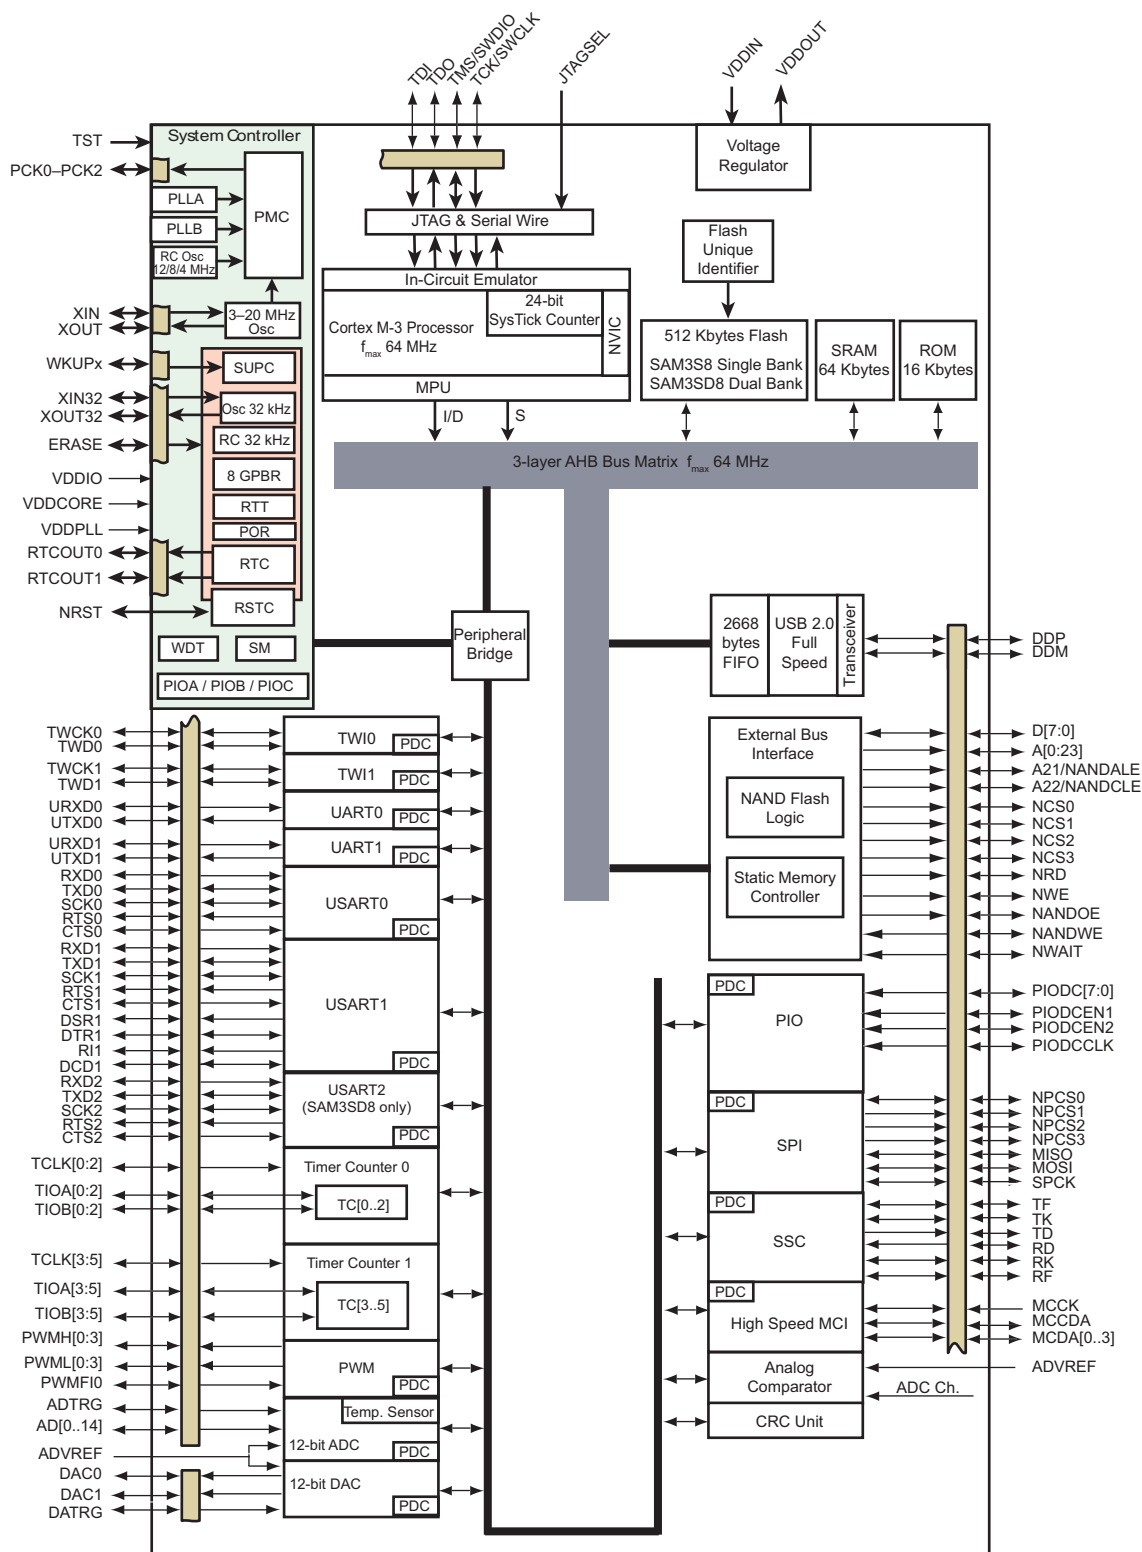 TDI
TDO
TMS/SWDIO
TCK/SWCLK
JTAGSEL
VDDIN
VDDOUT
System Controller
TST
PCK0–PCK2
PLLA
PLLB
RC Osc
12/8/4 MHz
PMC
XIN
XOUT
3–20 MHz
Osc
WKUPx
SUPC
XIN32
XOUT32
Osc 32 kHz
ERASE
RC 32 kHz
8 GPBR
VDDIO
RTT
VDDCORE
VDDPLL
POR
RTCOUT0
RTCOUT1
RTC
NRST
RSTC
WDT
SM
PIOA / PIOB / PIOC
JTAG & Serial Wire
In-Circuit Emulator
24-bit
SysTick Counter
Cortex M-3 Processor
fmax 64 MHz
NVIC
MPU
I/D
S
Voltage
Regulator
Flash
Unique
Identifier
512 Kbytes Flash
SAM3S8 Single Bank
SAM3SD8 Dual Bank
SRAM
64 Kbytes
ROM
16 Kbytes
3-layer AHB Bus Matrix fmax 64 MHz
Peripheral
Bridge
2668
bytes
FIFO
USB 2.0
Full
Speed
Transceiver
DDP
DDM
TWCK0
TWD0
TWI0
PDC
TWCK1
TWD1
TWI1
PDC
URXD0
UTXD0
UART0
PDC
URXD1
UTXD1
UART1
PDC
RXD0
TXD0
SCK0
RTS0
CTS0
USART0
PDC
RXD1
TXD1
SCK1
RTS1
CTS1
DSR1
DTR1
RI1
DCD1
USART1
PDC
RXD2
TXD2
SCK2
RTS2
CTS2
USART2
(SAM3SD8 only)
PDC
TCLK[0:2]
TIOA[0:2]
TIOB[0:2]
Timer Counter 0
TC[0..2]
TCLK[3:5]
TIOA[3:5]
TIOB[3:5]
Timer Counter 1
TC[3..5]
PWMH[0:3]
PWML[0:3]
PWMFI0
PWM
PDC
ADTRG
AD[0..14]
Temp. Sensor
12-bit ADC
PDC
ADVREF
DAC0
DAC1
DATRG
12-bit DAC
PDC
External Bus
Interface
NAND Flash
Logic
Static Memory
Controller
D[7:0]
A[0:23]
A21/NANDALE
A22/NANDCLE
NCS0
NCS1
NCS2
NCS3
NRD
NWE
NANDOE
NANDWE
NWAIT
PDC
PIO
PIODC[7:0]
PIODCEN1
PIODCEN2
PIODCCLK
PDC
SPI
NPCS0
NPCS1
NPCS2
NPCS3
MISO
MOSI
SPCK
PDC
SSC
TF
TK
TD
RD
RK
RF
PDC
High Speed MCI
MCCK
MCCDA
MCDA[0..3]
Analog
Comparator
ADVREF
ADC Ch.
CRC Unit